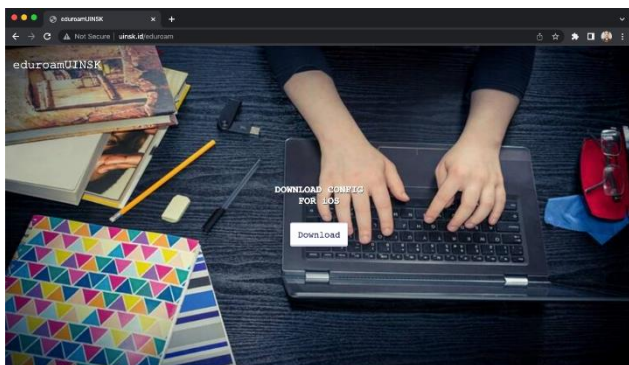 eduroamUINSK
Not Secure | uinsk.id/eduroam
eduroamUINSK
DOWNLOAD CONFIG
FOR iOS
Download